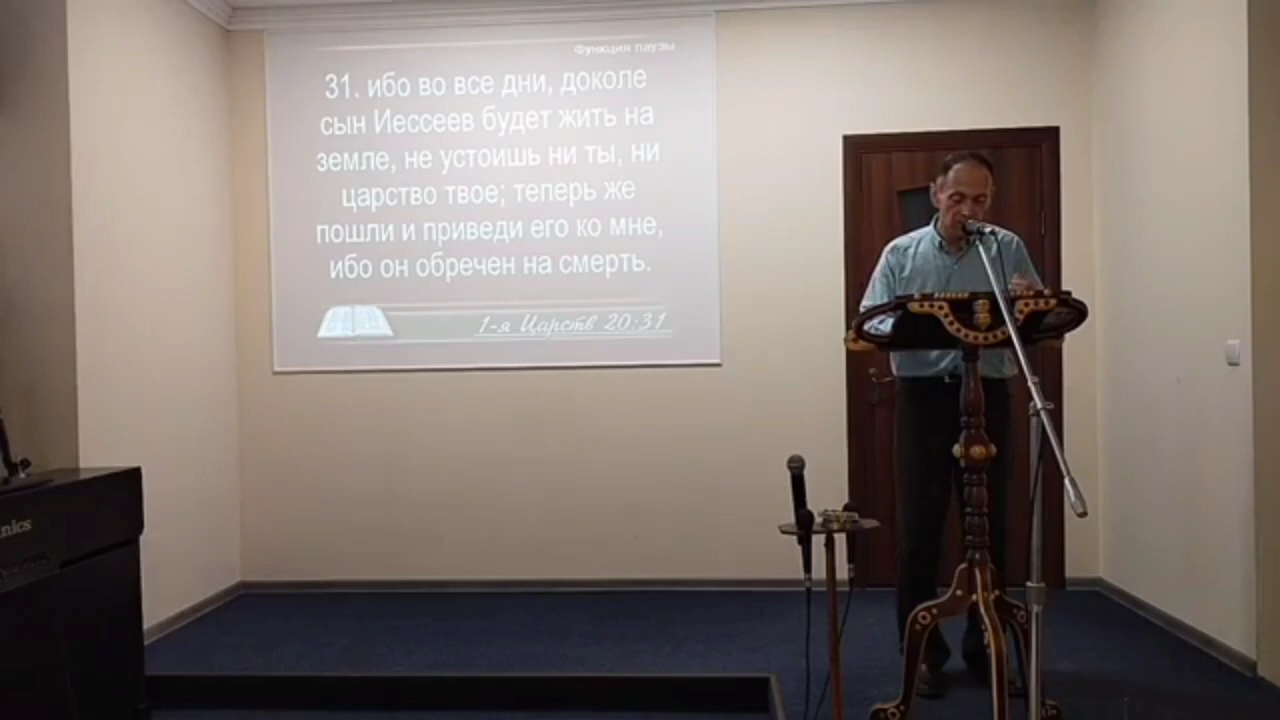 Функция паузы
31. ибо во все дни, доколе
сын Иессеев будет жить на
земле, не устоишь ни ты, ни
царство твое; теперь же
пошли и приведи его ко мне,
ибо он обречен на смерть.
1-я Царств 20:31
nics